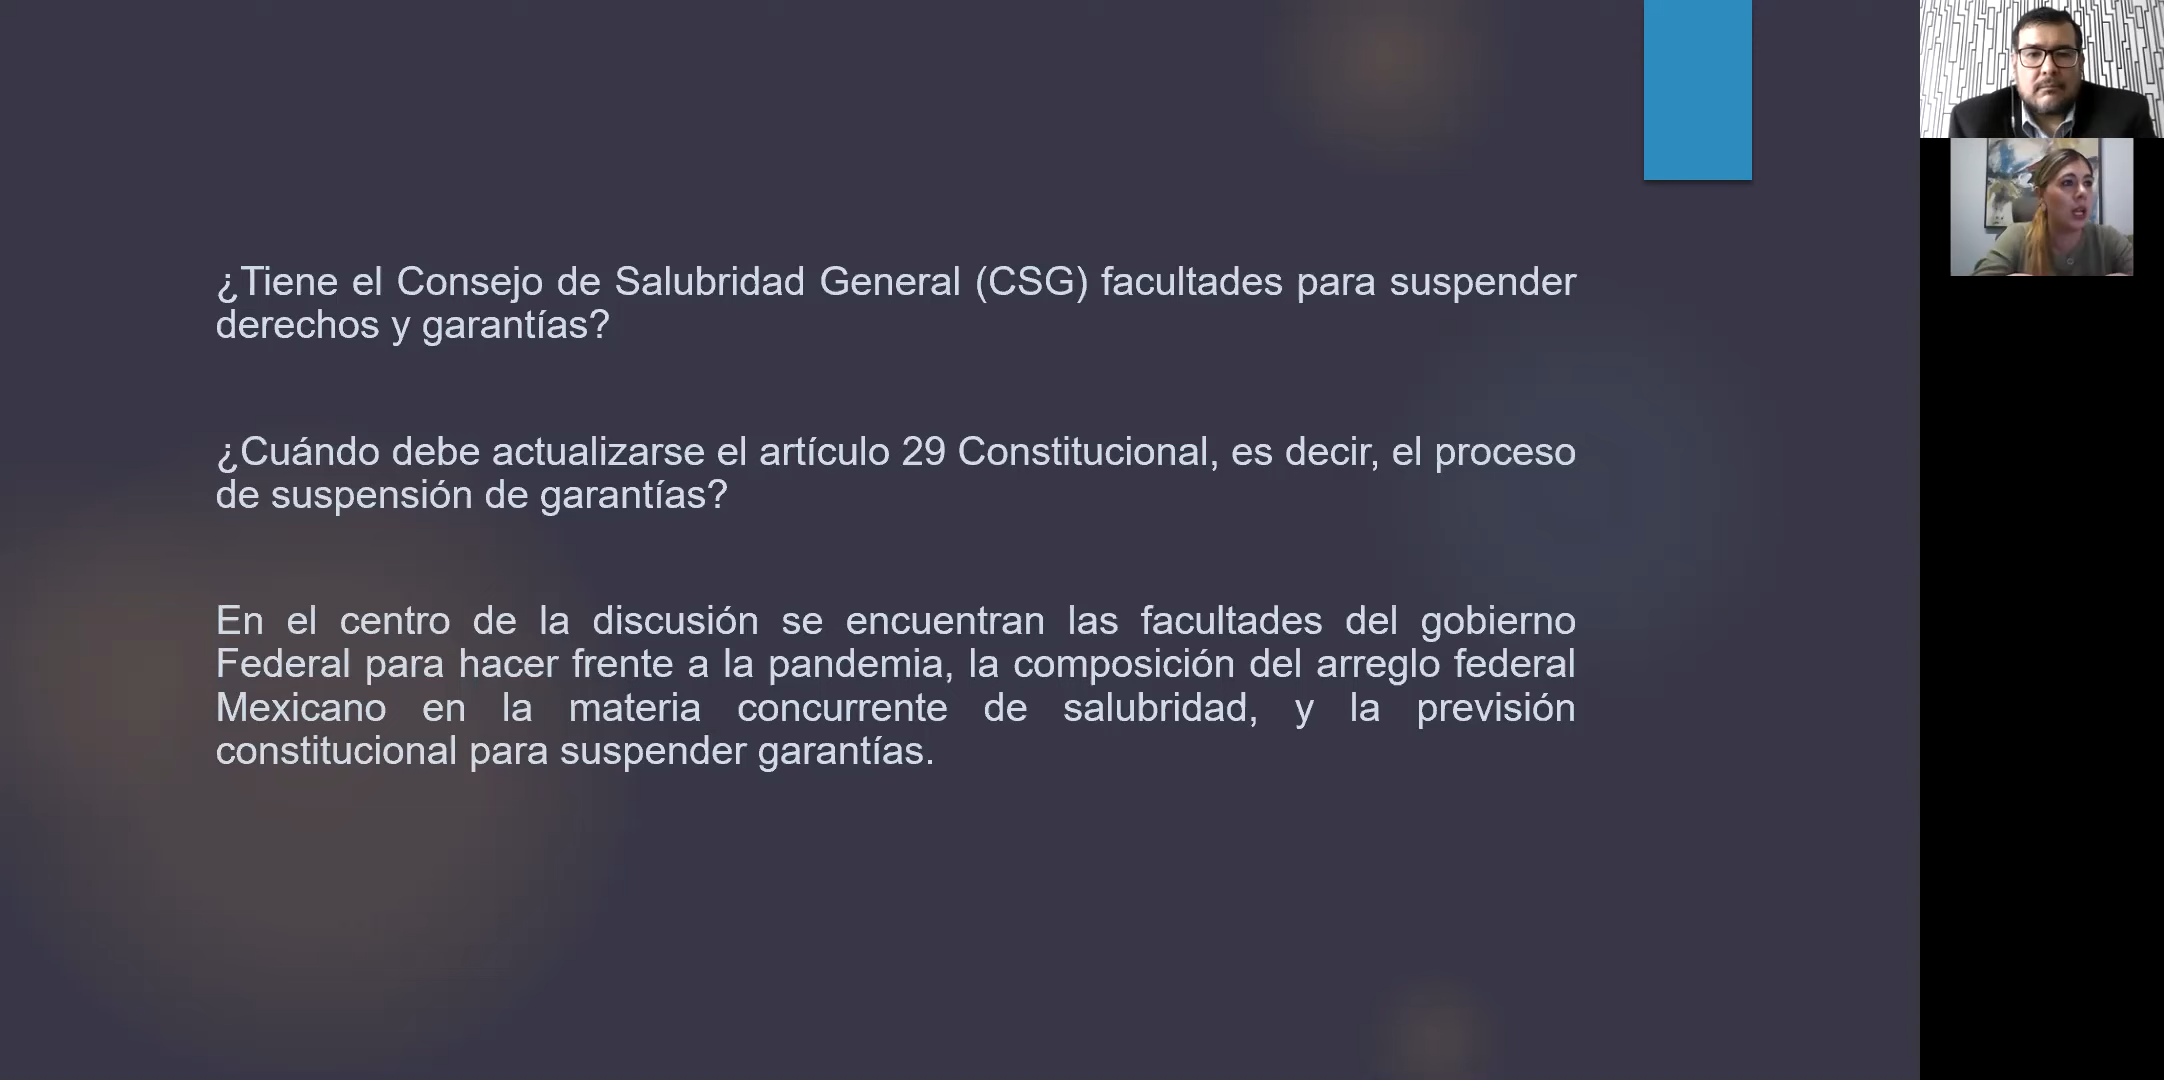 ¿Tiene el Consejo de Salubridad General (CSG) facultades para suspender
derechos y garantías?
¿Cuándo debe actualizarse el artículo 29 Constitucional, es decir, el proceso
de suspensión de garantías?
En el centro de la discusión se encuentran las facultades del gobierno
Federal para hacer frente a la pandemia, la composición del arreglo federal
Mexicano en la materia concurrente de salubridad, y la previsión
constitucional para suspender garantías.